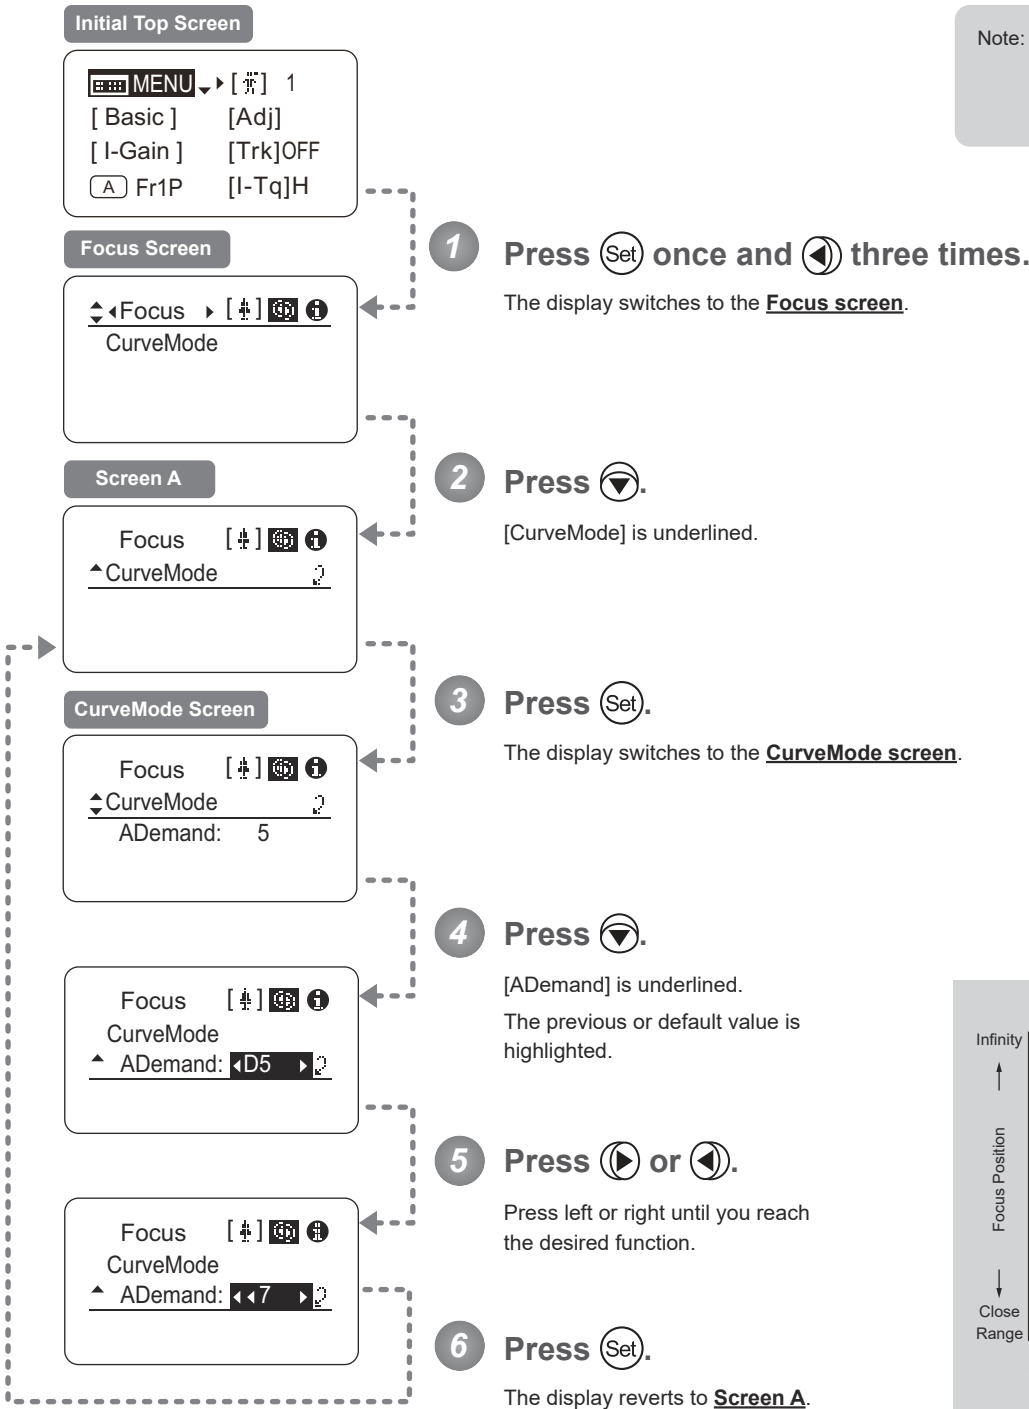 Initial Top Screen
Note:
MENU [ ] 1
[ Basic ] [Adj]
[ I-Gain ] [Trk]OFF
A Fr1P [I-Tq]H
Focus Screen
1 Press Set once and three times.
The display switches to the Focus screen.
Focus [ ] i
CurveMode
Screen A
2 Press .
[CurveMode] is underlined.
Focus [ ] i
CurveMode
3 Press Set.
The display switches to the CurveMode screen.
CurveMode Screen
Focus [ ] i
CurveMode
ADemand: 5
4 Press .
[ADemand] is underlined.
The previous or default value is
highlighted.
Focus [ ] i
CurveMode
ADemand: D5
5 Press or .
Press left or right until you reach
the desired function.
Focus [ ] i
CurveMode
ADemand: 7
6 Press Set.
The display reverts to Screen A.
Infinity
Focus Position
Close
Range